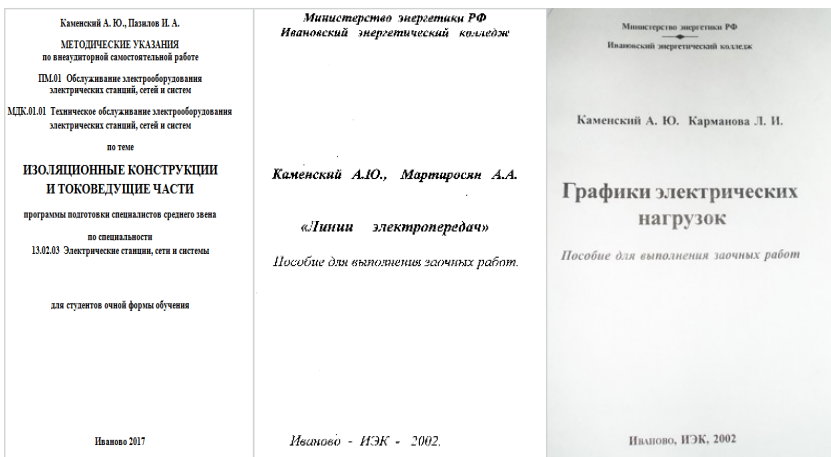 Каменский А. Ю., Пазилов И. А.
МЕТОДИЧЕСКИЕ УКАЗАНИЯ
по внеаудиторной самостоятельной работе
ПМ.01 Обслуживание электрооборудования
электрических станций, сетей и систем
МДК.01.01 Техническое обслуживание электрооборудования
электрических станций, сетей и систем
по теме
ИЗОЛЯЦИОННЫЕ КОНСТРУКЦИИ
И ТОКОВЕДУЩИЕ ЧАСТИ
программы подготовки специалистов среднего звена
по специальности
13.02.03 Электрические станции, сети и системы
для студентов очной формы обучения
Иваново 2017
Министерство энергетики РФ
Ивановский энергетический колледж
Каменский А.Ю., Мартиросян А.А.
«Линии электропередач»
Пособие для выполнения заочных работ.
Иваново - ИЭК - 2002.
Министерство энергетики РФ
Ивановский энергетический колледж
Каменский А. Ю. Карманова Л. И.
Графики электрических
нагрузок
Пособие для выполнения заочных работ
Иваново, ИЭК, 2002